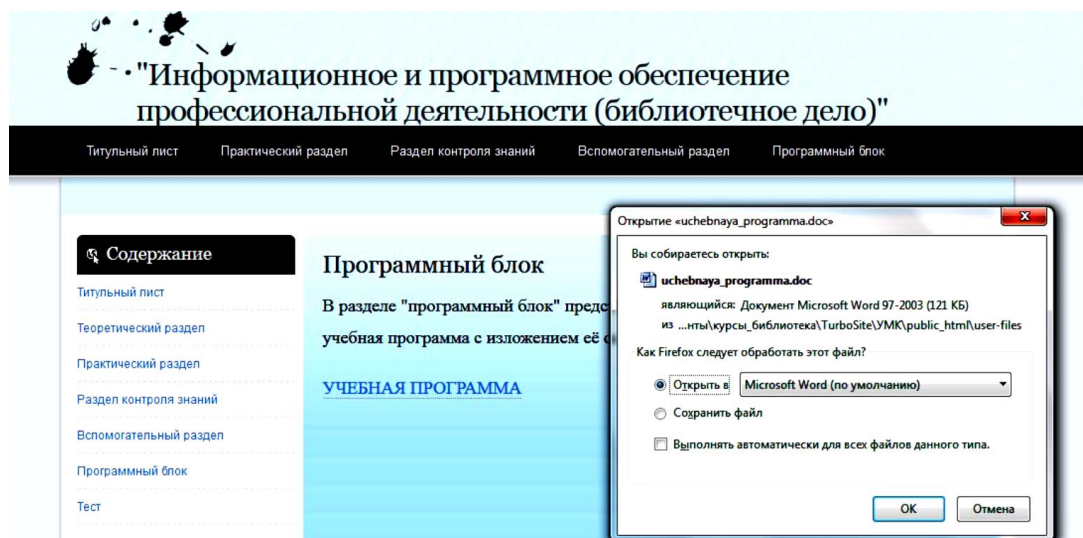 "Информационное и программное обеспечение
профессиональной деятельности (библиотечное дело)"
Титульный лист Практический раздел Раздел контроля знаний Вспомогательный раздел Программный блок
Содержание
Титульный лист
Теоретический раздел
Практический раздел
Раздел контроля знаний
Вспомогательный раздел
Программный блок
Тест
Программный блок
В разделе "программный блок"
учебная программа с изложением её
УЧЕБНАЯ ПРОГРАММА
Открытие «uchebnaya_programma.doc»
Вы собираетесь открыть:
uchebnaya_programma.doc
являющийся: Документ Microsoft Word 97-2003 (121 КБ)
из ...нты\курсы_библиотека\TurboSite\УМК\public_html\user-files
Как Firefox следует обработать этот файл?
Открыть в Microsoft Word (по умолчанию)
Сохранить файл
Выполнять автоматически для всех файлов данного типа.
ОК Отмена